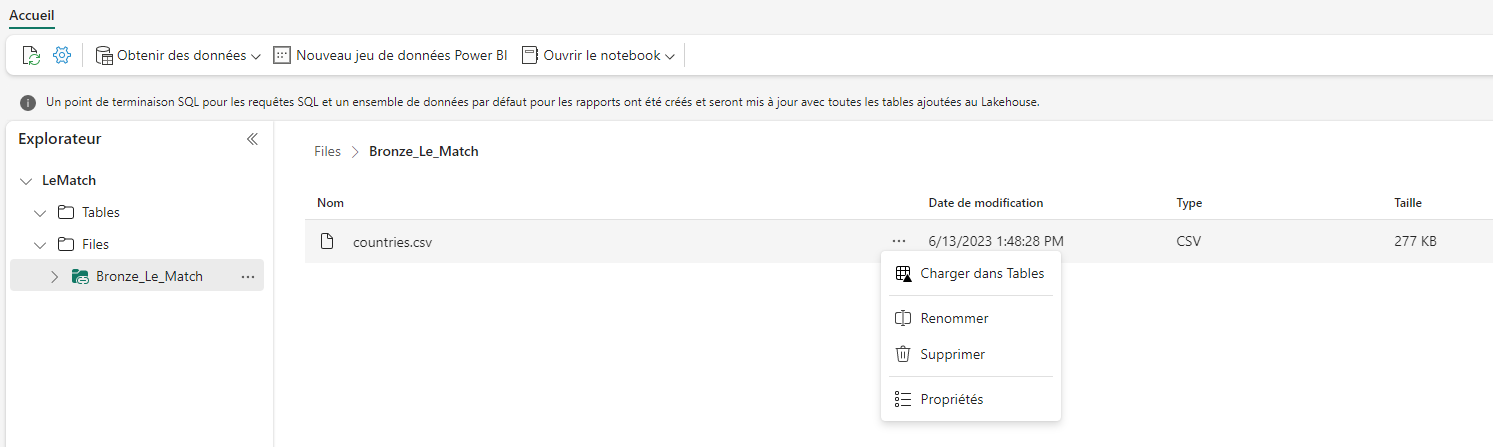 Accueil
Obtenir des données Nouveau jeu de données Power BI Ouvrir le notebook
Un point de terminaison SQL pour les requêtes SQL et un ensemble de données par défaut pour les rapports ont été créés et seront mis à jour avec toutes les tables ajoutées au Lakehouse.
Explorateur
LeMatch
Tables
Files
Bronze_Le_Match ...
Files > Bronze_Le_Match
Nom Date de modification Type Taille
countries.csv ... 6/13/2023 1:48:28 PM CSV 277 KB
Charger dans Tables
Renommer
Supprimer
Propriétés